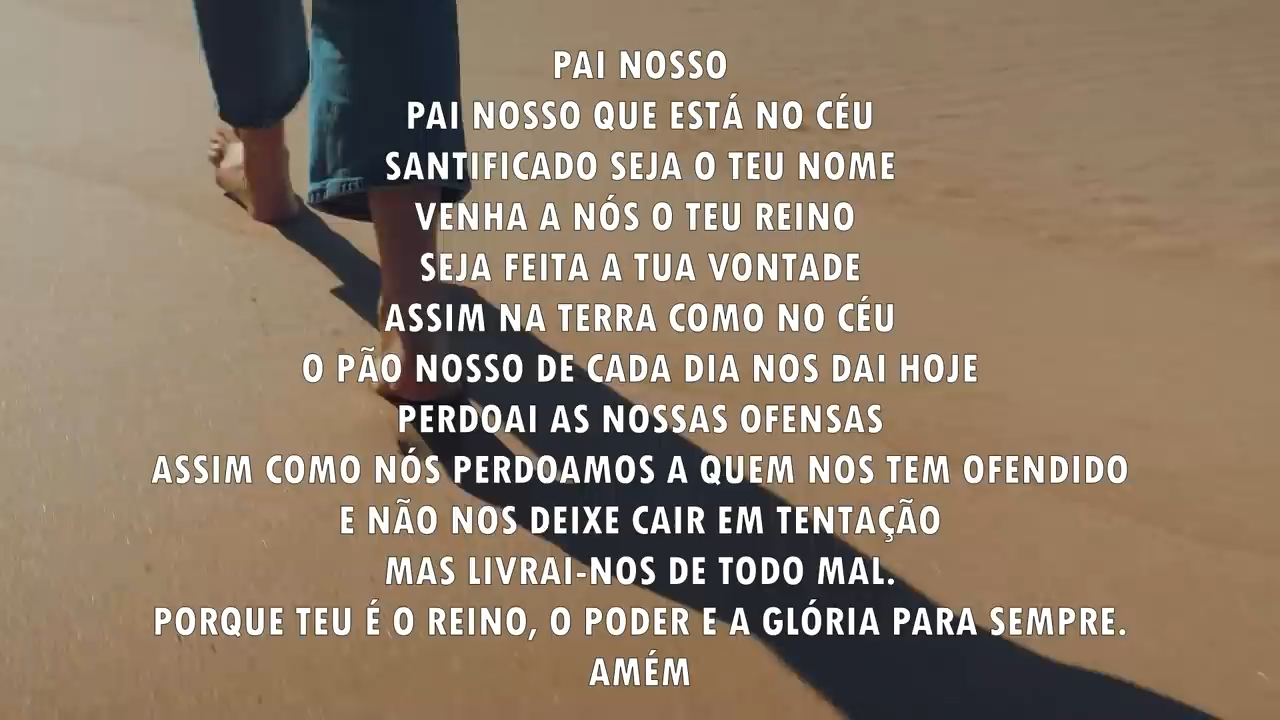 PAI NOSSO
PAI NOSSO QUE ESTÁ NO CÉU
SANTIFICADO SEJA O TEU NOME
VENHA A NÓS O TEU REINO
SEJA FEITA A TUA VONTADE
ASSIM NA TERRA COMO NO CÉU
O PÃO NOSSO DE CADA DIA NOS DAI HOJE
PERDOAI AS NOSSAS OFENSAS
ASSIM COMO NÓS PERDOAMOS A QUEM NOS TEM OFENDIDO
E NÃO NOS DEIXE CAIR EM TENTAÇÃO
MAS LIVRAI-NOS DE TODO MAL.
PORQUE TEU É O REINO, O PODER E A GLÓRIA PARA SEMPRE.
AMÉM